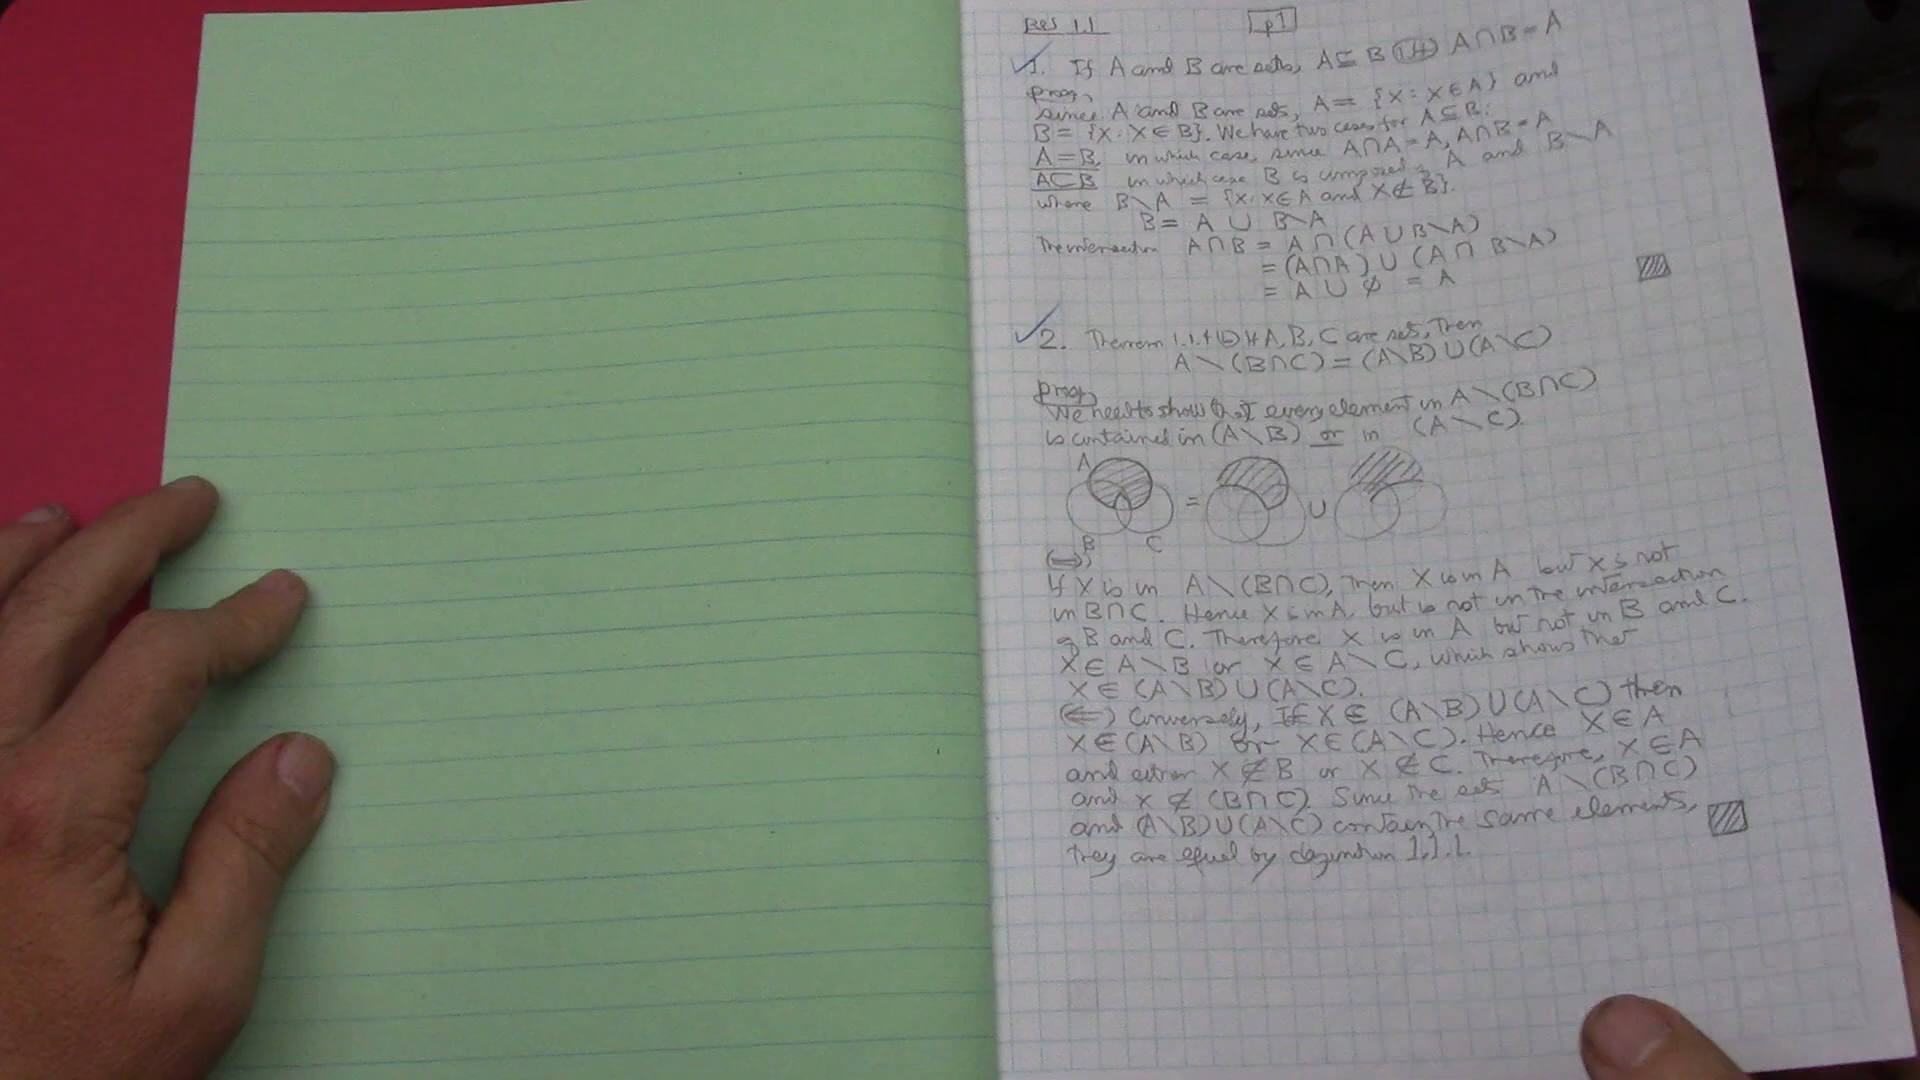 BRS 1.1 p1
1. If A and B are sets, A ⊆ B iff A ∩ B = A
proof,
since A and B are sets, A = {x : x ∈ A} and
B = {x : x ∈ B}. We have two cases for A ⊆ B:
A = B, in which case, since A ∩ A = A, A ∩ B = A
A ⊂ B in which case B is composed of A and B \ A
where B \ A = {x : x ∈ A and x ∉ B}.
B = A ∪ B \ A
The intersection A ∩ B = A ∩ (A ∪ B \ A)
= (A ∩ A) ∪ (A ∩ B \ A)
= A ∪ ∅ = A
2. Theorem 1.1.4 (b) If A, B, C are sets, Then
A \ (B ∩ C) = (A \ B) ∪ (A \ C)
proof,
We need to show that every element in A \ (B ∩ C)
is contained in (A \ B) or in (A \ C).
A
= ∪
B C
(⇒)
If x is in A \ (B ∩ C), then x is in A but x is not
in B ∩ C. Hence x is in A, but is not in the intersection
of B and C. Therefore x is in A but not in B and C.
x ∈ A \ B or x ∈ A \ C, which shows that
x ∈ (A \ B) ∪ (A \ C).
(⇐) Conversely, If x ∈ (A \ B) ∪ (A \ C) then
x ∈ (A \ B) or x ∈ (A \ C). Hence x ∈ A
and either x ∉ B or x ∉ C. Therefore, x ∈ A
and x ∉ (B ∩ C). Since the sets A \ (B ∩ C)
and (A \ B) ∪ (A \ C) contain the same elements,
they are equal by definition 1.1.1.